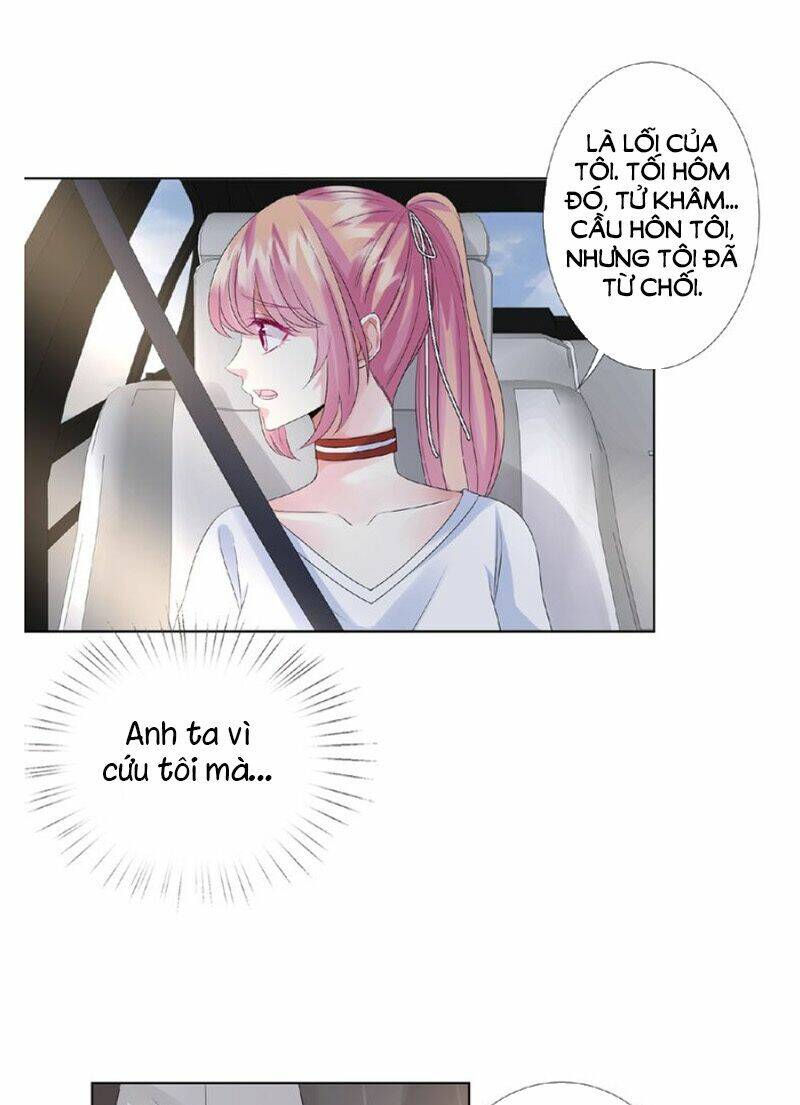 LÀ LỖI CỦA
TÔI. TỐI HÔM
ĐÓ, TỬ KHÂM...
CẦU HÔN TÔI,
NHƯNG TÔI ĐÃ
TỪ CHỐI.
Anh ta vì
cứu tôi mà...